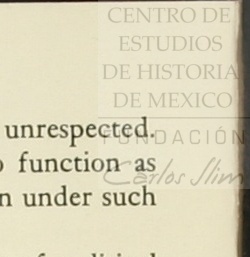 CENTRO DE
ESTUDIOS
DE HISTORIA
DE MEXICO
FUNDACIÓN
Carlos Slim
unrespected.
function as
n under such